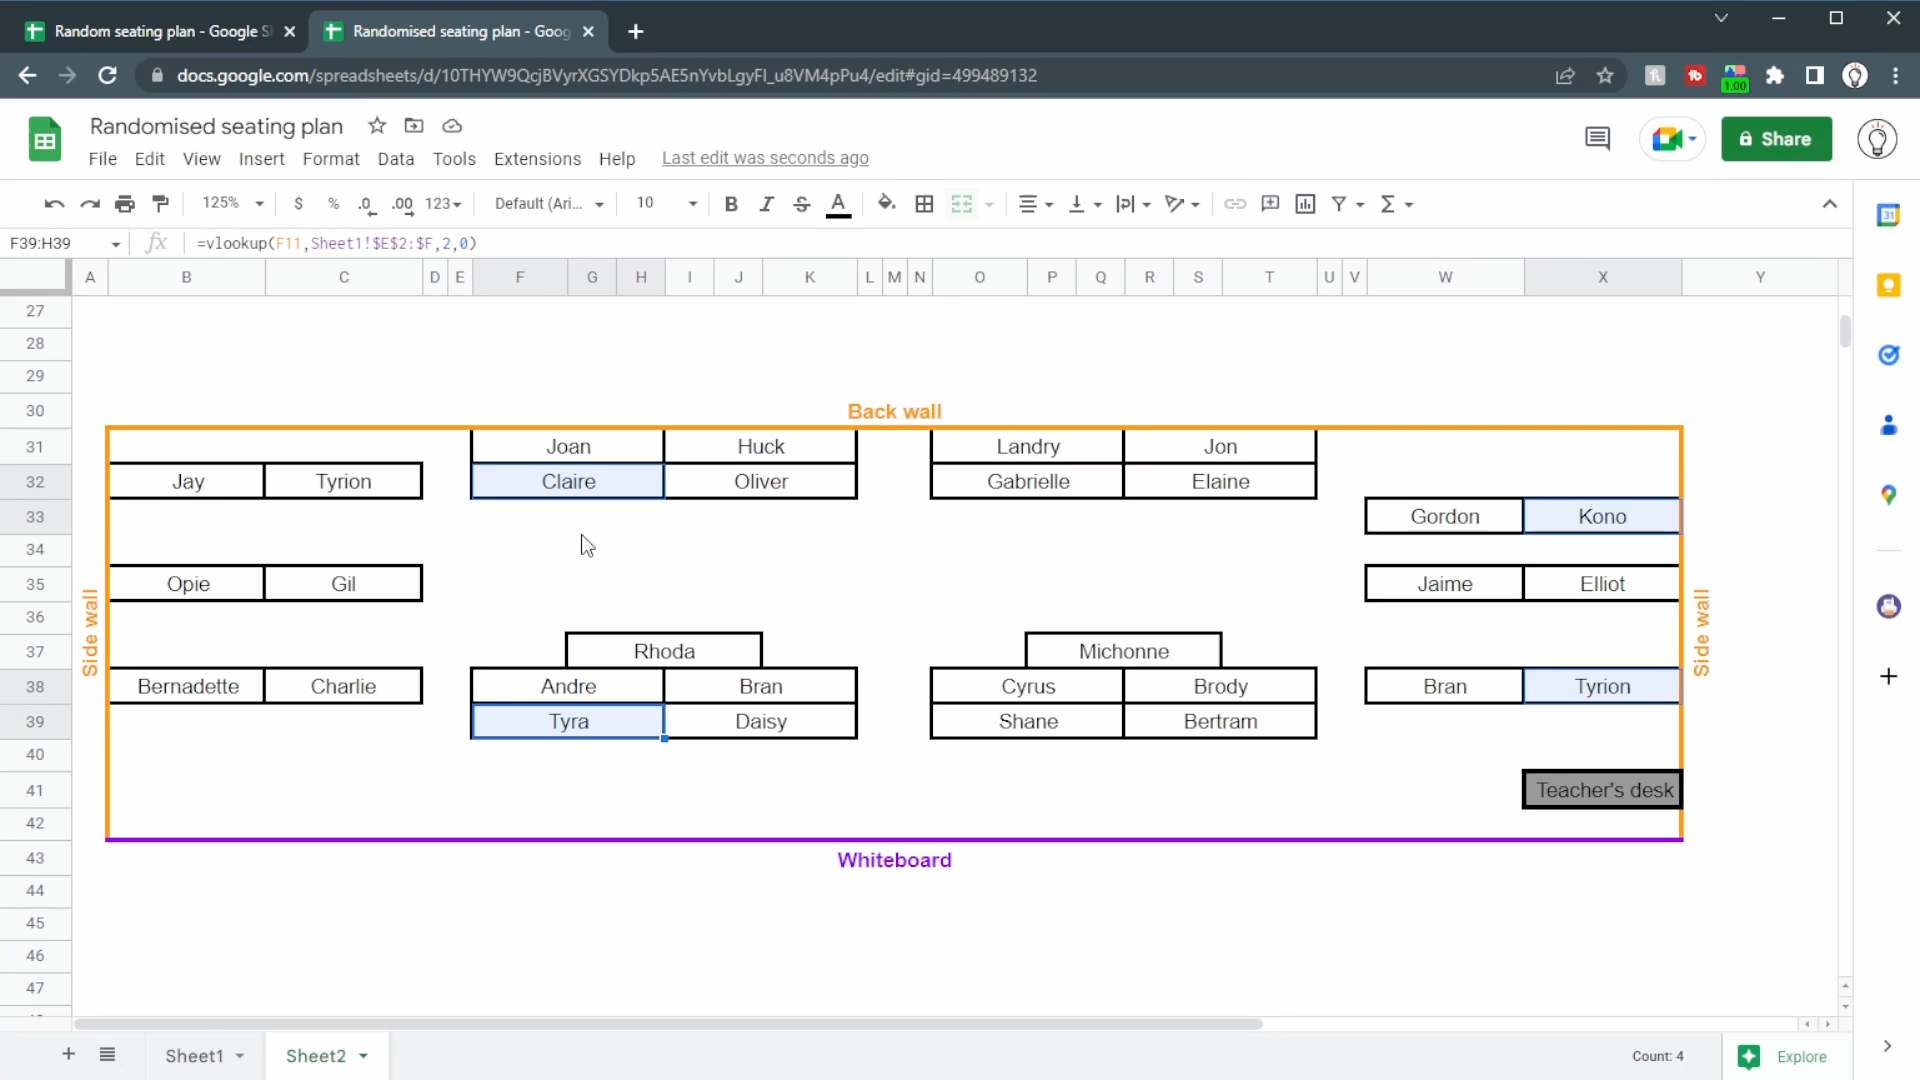 Random seating plan - Google S
Randomised seating plan - Goog
docs.google.com/spreadsheets/d/10THYW9QcjBVyrXGSYDkp5AE5nYvbLgyFI_u8VM4pPu4/edit#gid=499489132
1.00
Randomised seating plan
Share
File Edit View Insert Format Data Tools Extensions Help Last edit was seconds ago
125% $ % .0 .00 123 Default (Ari... 10 B I S A
31
F39:H39 fx =vlookup(F11,Sheet1!$E$2:$F,2,0)
A B C D E F G H I J K L M N O P Q R S T U V W X Y
27
28
29
30 Back wall
31 Joan Huck Landry Jon
32 Jay Tyrion Claire Oliver Gabrielle Elaine
33 Gordon Kono
34
35 Opie Gil Jaime Elliot
36
Side wall Side wall
37 Rhoda Michonne
38 Bernadette Charlie Andre Bran Cyrus Brody Bran Tyrion
39 Tyra Daisy Shane Bertram
40
41 Teacher's desk
42
43 Whiteboard
44
45
46
47
Sheet1 Sheet2 Count: 4 Explore